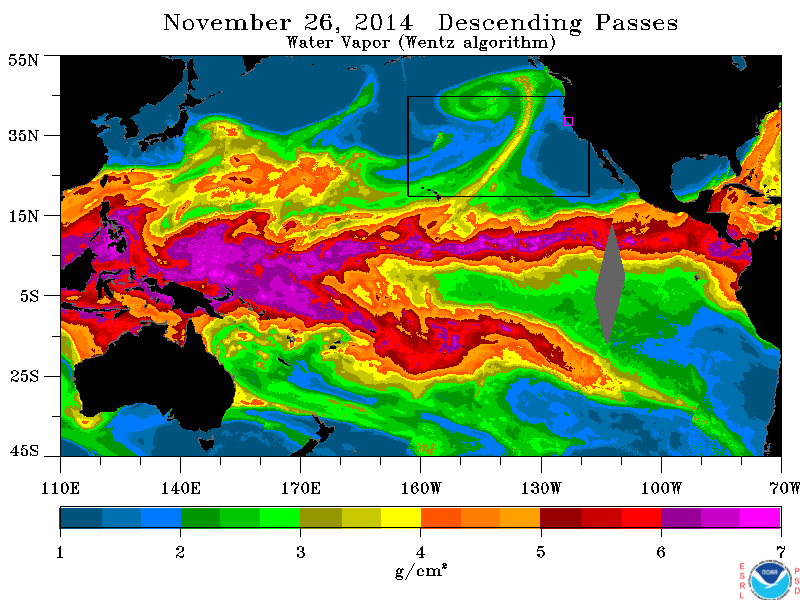 November 26, 2014  Descending Passes
Water Vapor (Wentz algorithm)
55N
35N
15N
5S
25S
45S
110E 140E 170E 160W 130W 100W 70W
1 2 3 4 5 6 7
g/cm²
ESRL NOAA PSD